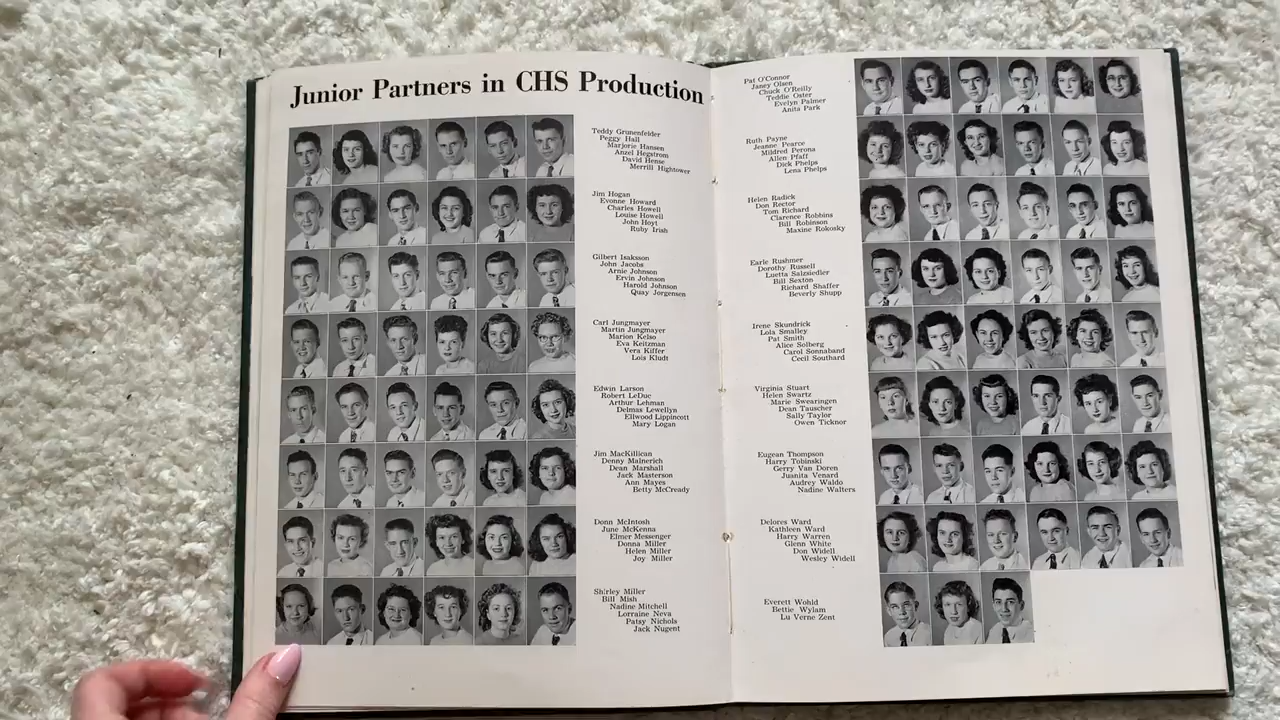 Junior Partners in CHS Production
Teddy Grunenfelder
Peggy Hall
Marjorie Hansen
Anzel Hegstrom
David Hense
Merrill Hightower
Jim Hogan
Evonne Howard
Charles Howell
Louise Howell
John Hoyt
Ruby Irish
Gilbert Isaksson
John Jacobs
Arnie Johnson
Ervin Johnson
Harold Johnson
Quay Jorgensen
Carl Jungmayer
Martin Jungmayer
Marion Kelso
Eva Keitzman
Vera Kiffer
Lois Kludt
Edwin Larson
Robert LeDuc
Arthur Lehman
Delmas Lewellyn
Ellwood Lippincott
Mary Logan
Jim MacKillican
Denny Malnerich
Dean Marshall
Jack Masterson
Ann Mayes
Betty McCready
Donn McIntosh
June McKenna
Elmer Messenger
Donna Miller
Helen Miller
Joy Miller
Shirley Miller
Bill Mish
Nadine Mitchell
Lorraine Neva
Patsy Nichols
Jack Nugent
Pat O'Connor
Janey Olsen
Chuck O'Reilly
Teddie Oster
Evelyn Palmer
Anita Park
Ruth Payne
Jeanne Pearce
Mildred Perona
Allen Pfaff
Dick Phelps
Lena Phelps
Helen Radick
Don Rector
Tom Richard
Clarence Robbins
Bill Robinson
Maxine Rokosky
Earle Rushmer
Dorothy Russell
Luetta Salzsiedler
Bill Sexton
Richard Shaffer
Beverly Shupp
Irene Skundrick
Lola Smalley
Pat Smith
Alice Solberg
Carol Sonnaband
Cecil Southard
Virginia Stuart
Helen Swartz
Marie Swearingen
Dean Tauscher
Sally Taylor
Owen Ticknor
Eugean Thompson
Harry Tobinski
Gerry Van Doren
Juanita Venard
Audrey Waldo
Nadine Walters
Delores Ward
Kathleen Ward
Harry Warren
Glenn White
Don Widell
Wesley Widell
Everett Wohld
Bettie Wylam
Lu Verne Zent